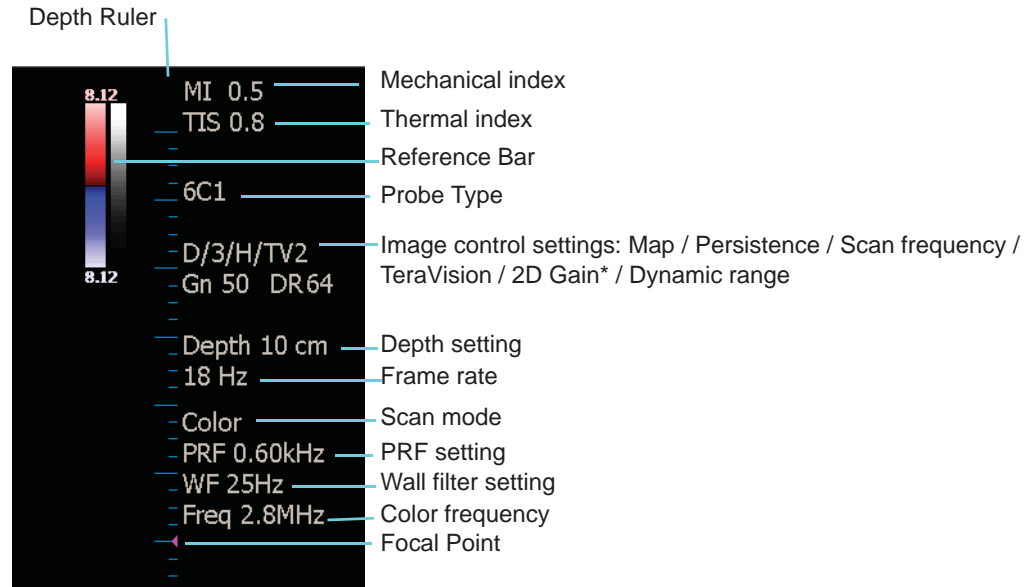 Depth Ruler
8.12
MI 0.5
Mechanical index
TIS 0.8
Thermal index
Reference Bar
6C1
Probe Type
D/3/H/TV2
Image control settings: Map / Persistence / Scan frequency /
8.12
Gn 50 DR64
TeraVision / 2D Gain* / Dynamic range
Depth 10 cm
Depth setting
18 Hz
Frame rate
Color
Scan mode
PRF 0.60kHz
PRF setting
WF 25Hz
Wall filter setting
Freq 2.8MHz
Color frequency
Focal Point